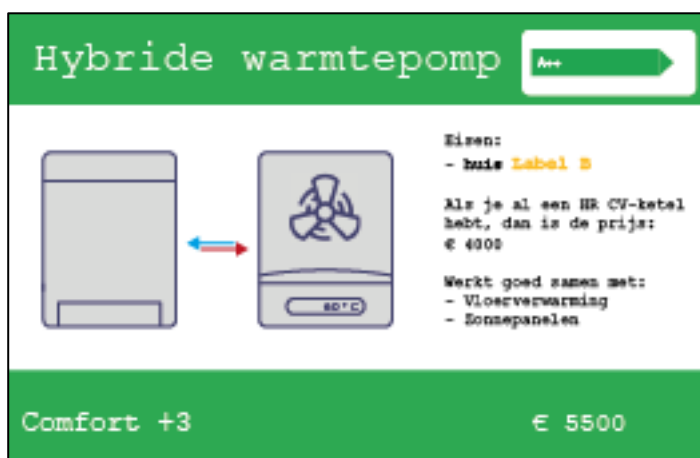 Hybride warmtepomp
A++
Eisen:
- huis Label B
Als je al een HR CV-ketel
hebt, dan is de prijs:
€ 4000
Werkt goed samen met:
- Vloerverwarming
- Zonnepanelen
60°C
Comfort +3
€ 5500